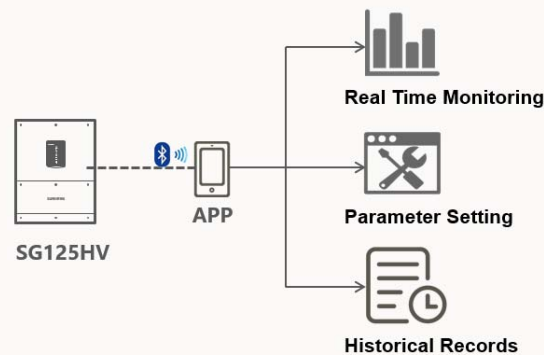 Real Time Monitoring
SG125HV
APP
Parameter Setting
Historical Records